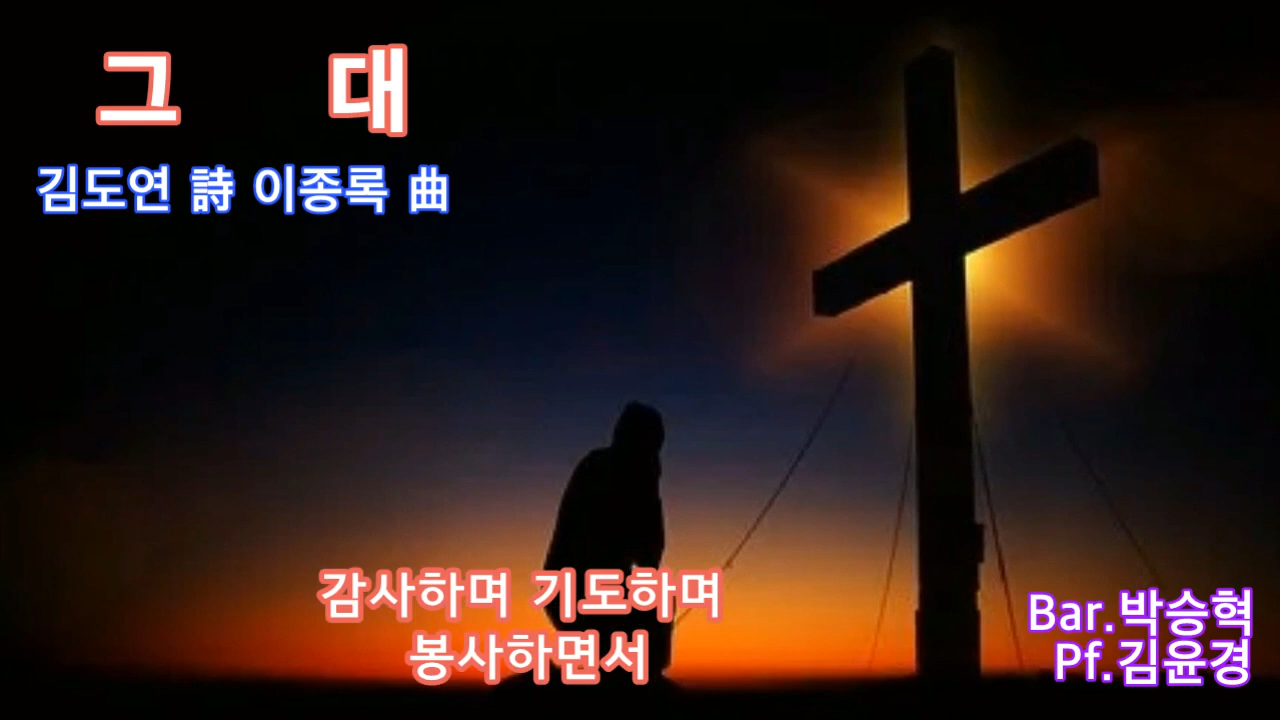 그 대
김도연 詩 이종록 曲
감사하며 기도하며
봉사하면서
Bar.박승혁
Pf.김윤경